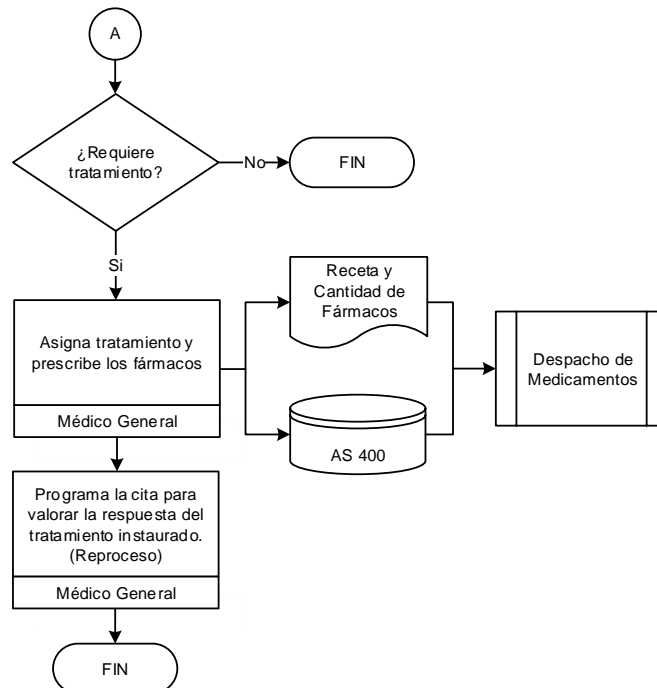 A
¿Requiere
tratamiento?
No
FIN
Si
Asigna tratamiento y
prescribe los fármacos
Médico General
Receta y
Cantidad de
Fármacos
AS 400
Despacho de
Medicamentos
Programa la cita para
valorar la respuesta del
tratamiento instaurado.
(Reproceso)
Médico General
FIN